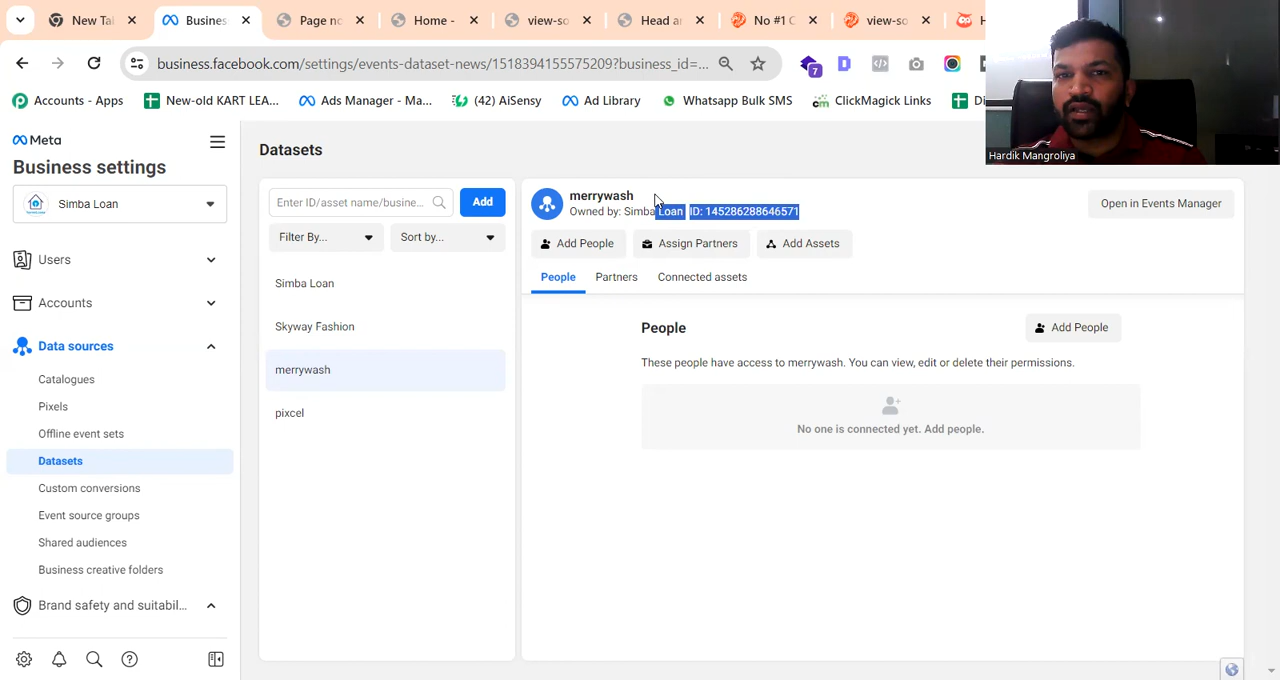 New Tal
Busines
Page no
Home -
view-so
Head ar
No #1 C
view-so
H
business.facebook.com/settings/events-dataset-news/1518394155575209?business_id=...
7
Accounts - Apps
New-old KART LEA...
Ads Manager - Ma...
(42) AiSensy
Ad Library
Whatsapp Bulk SMS
ClickMagick Links
Di
Hardik Mangroliya
Meta
Business settings
Simba Loan
Users
Accounts
Data sources
Catalogues
Pixels
Offline event sets
Datasets
Custom conversions
Event source groups
Shared audiences
Business creative folders
Brand safety and suitabil...
Datasets
Enter ID/asset name/busine...
Add
Filter By...
Sort by...
Simba Loan
Skyway Fashion
merrywash
pixcel
merrywash
Owned by: Simba Loan ID: 145286288646571
Open in Events Manager
Add People
Assign Partners
Add Assets
People
Partners
Connected assets
People
Add People
These people have access to merrywash. You can view, edit or delete their permissions.
No one is connected yet. Add people.